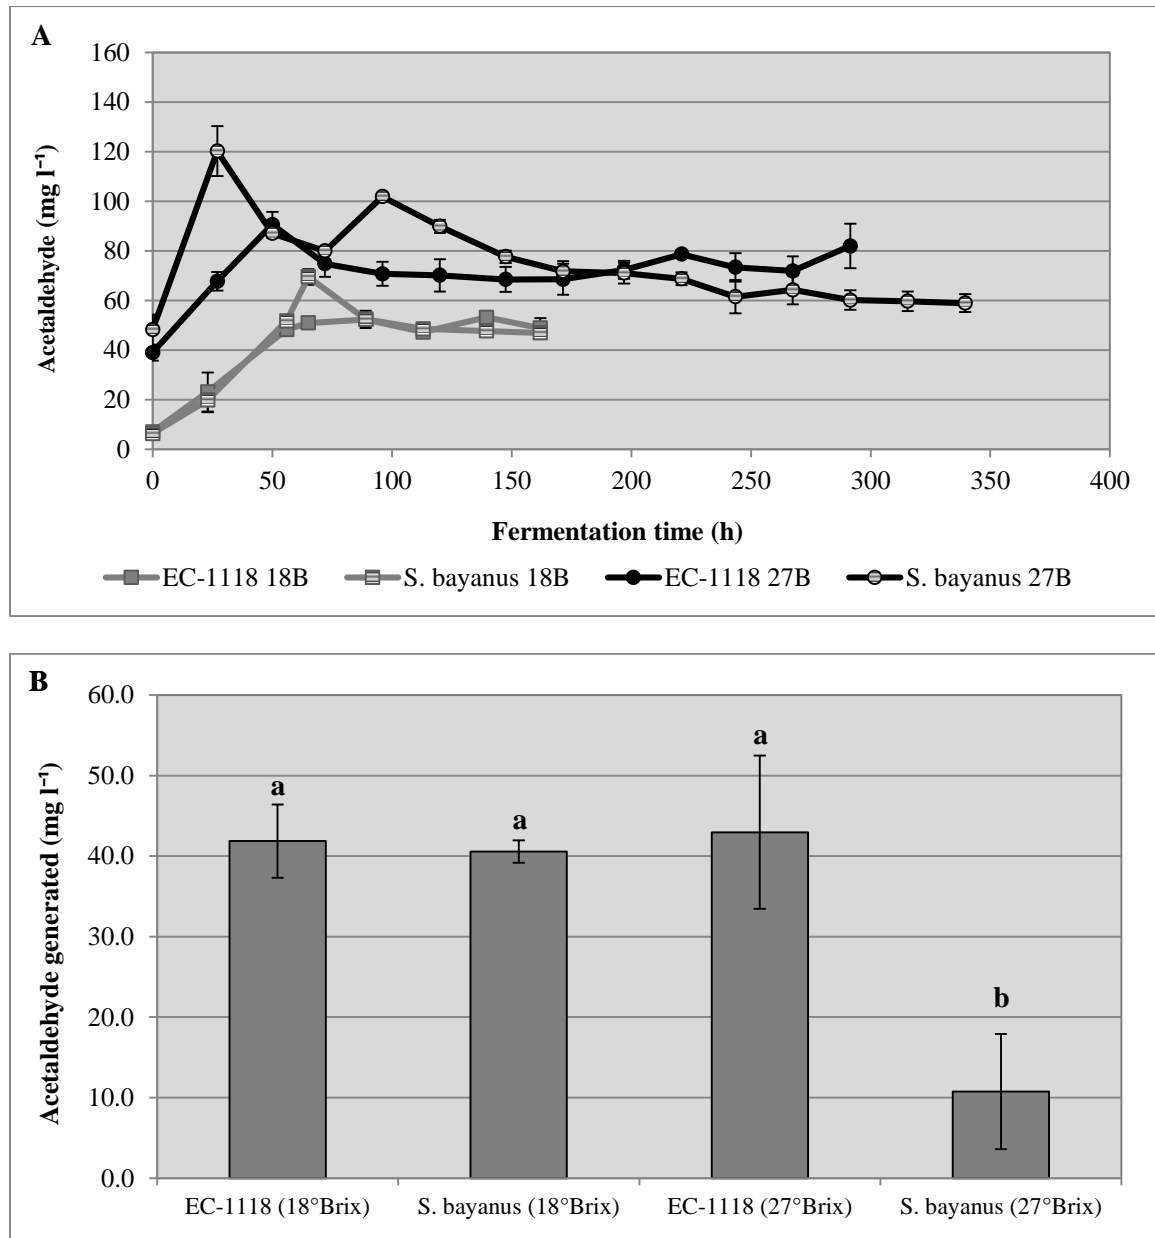 A
160
140
120
100
80
60
40
20
0
Acetaldehyde (mg l⁻¹)
0 50 100 150 200 250 300 350 400
Fermentation time (h)
EC-1118 18B S. bayanus 18B EC-1118 27B S. bayanus 27B
B
60.0
50.0
40.0
30.0
20.0
10.0
0.0
Acetaldehyde generated (mg l⁻¹)
a
a
a
b
EC-1118 (18°Brix) S. bayanus (18°Brix) EC-1118 (27°Brix) S. bayanus (27°Brix)